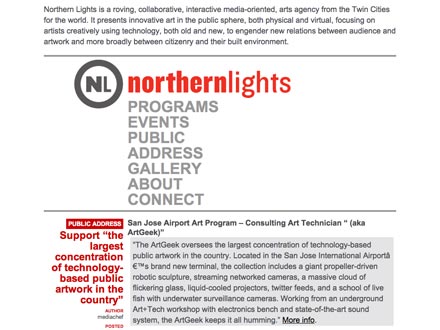 Northern Lights is a roving, collaborative, interactive media-oriented, arts agency from the Twin Cities
for the world. It presents innovative art in the public sphere, both physical and virtual, focusing on
artists creatively using technology, both old and new, to engender new relations between audience and
artwork and more broadly between citizenry and their built environment.
NL northernlights
PROGRAMS
EVENTS
PUBLIC
ADDRESS
GALLERY
ABOUT
CONNECT
PUBLIC ADDRESS
Support “the
largest
concentration
of technology-
based public
artwork in the
country”
AUTHOR
mediachef
POSTED
San Jose Airport Art Program – Consulting Art Technician “ (aka
ArtGeek)"
"The ArtGeek oversees the largest concentration of technology-based
public artwork in the country. Located in the San Jose International Airportâ
€™s brand new terminal, the collection includes a giant propeller-driven
robotic sculpture, streaming networked cameras, a massive cloud of
flickering glass, liquid-cooled projectors, twitter feeds, and a school of live
fish with underwater surveillance cameras. Working from an underground
Art+Tech workshop with electronics bench and state-of-the-art sound
system, the ArtGeek keeps it all humming." More info.